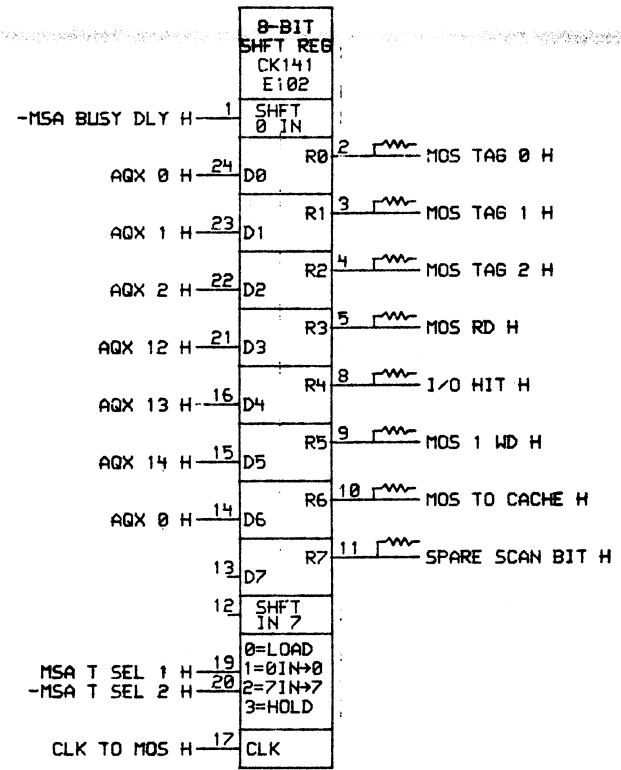 8-BIT
SHFT REG
CK141
E102
-MSA BUSY DLY H 1 SHFT
0 IN
R0 2 MOS TAG 0 H
AQX 0 H 24 D0
R1 3 MOS TAG 1 H
AQX 1 H 23 D1
R2 4 MOS TAG 2 H
AQX 2 H 22 D2
R3 5 MOS RD H
AQX 12 H 21 D3
R4 8 I/O HIT H
AQX 13 H 16 D4
R5 9 MOS 1 WD H
AQX 14 H 15 D5
R6 10 MOS TO CACHE H
AQX 0 H 14 D6
R7 11 SPARE SCAN BIT H
13 D7
12 SHFT
IN 7
0=LOAD
MSA T SEL 1 H 19 1=0IN→0
-MSA T SEL 2 H 20 2=7IN→7
3=HOLD
CLK TO MOS H 17 CLK